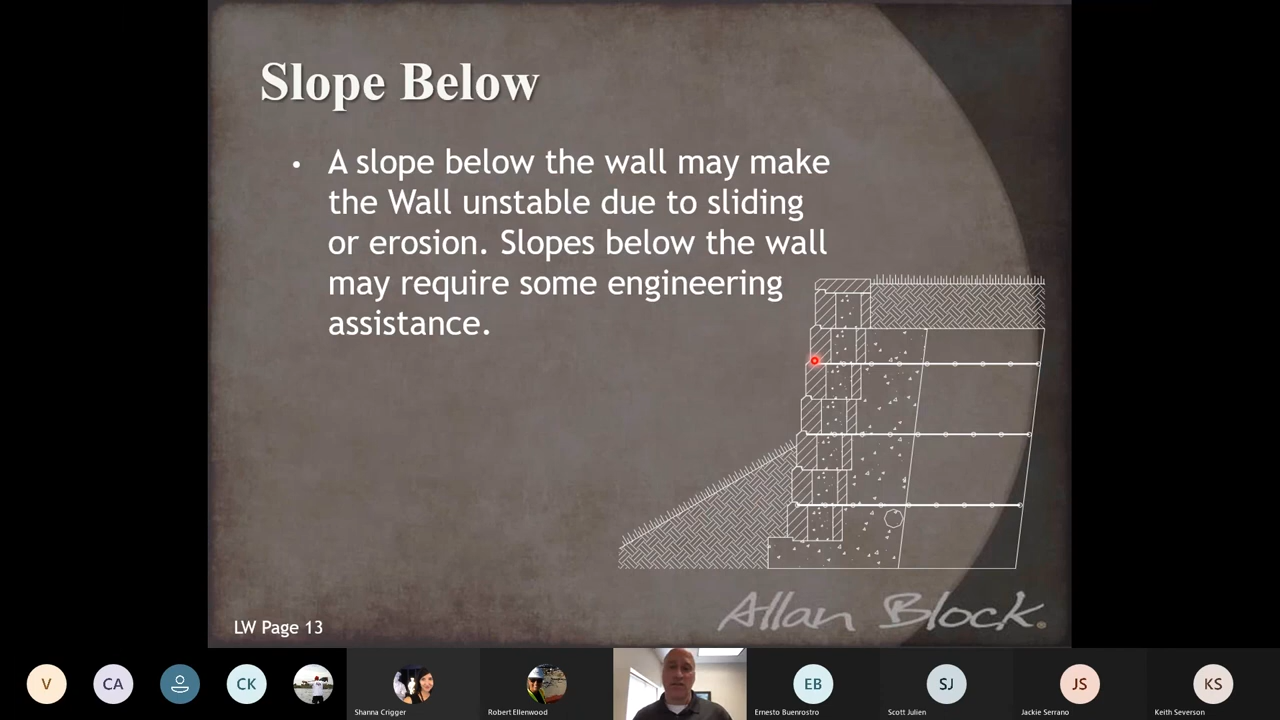 Slope Below
• A slope below the wall may make
the Wall unstable due to sliding
or erosion. Slopes below the wall
may require some engineering
assistance.
Allan Block®
LW Page 13
V
CA
CK
Shanna Crigger
Robert Ellenwood
EB
Ernesto Buenrostro
SJ
Scott Julien
JS
Jackie Serrano
KS
Keith Severson